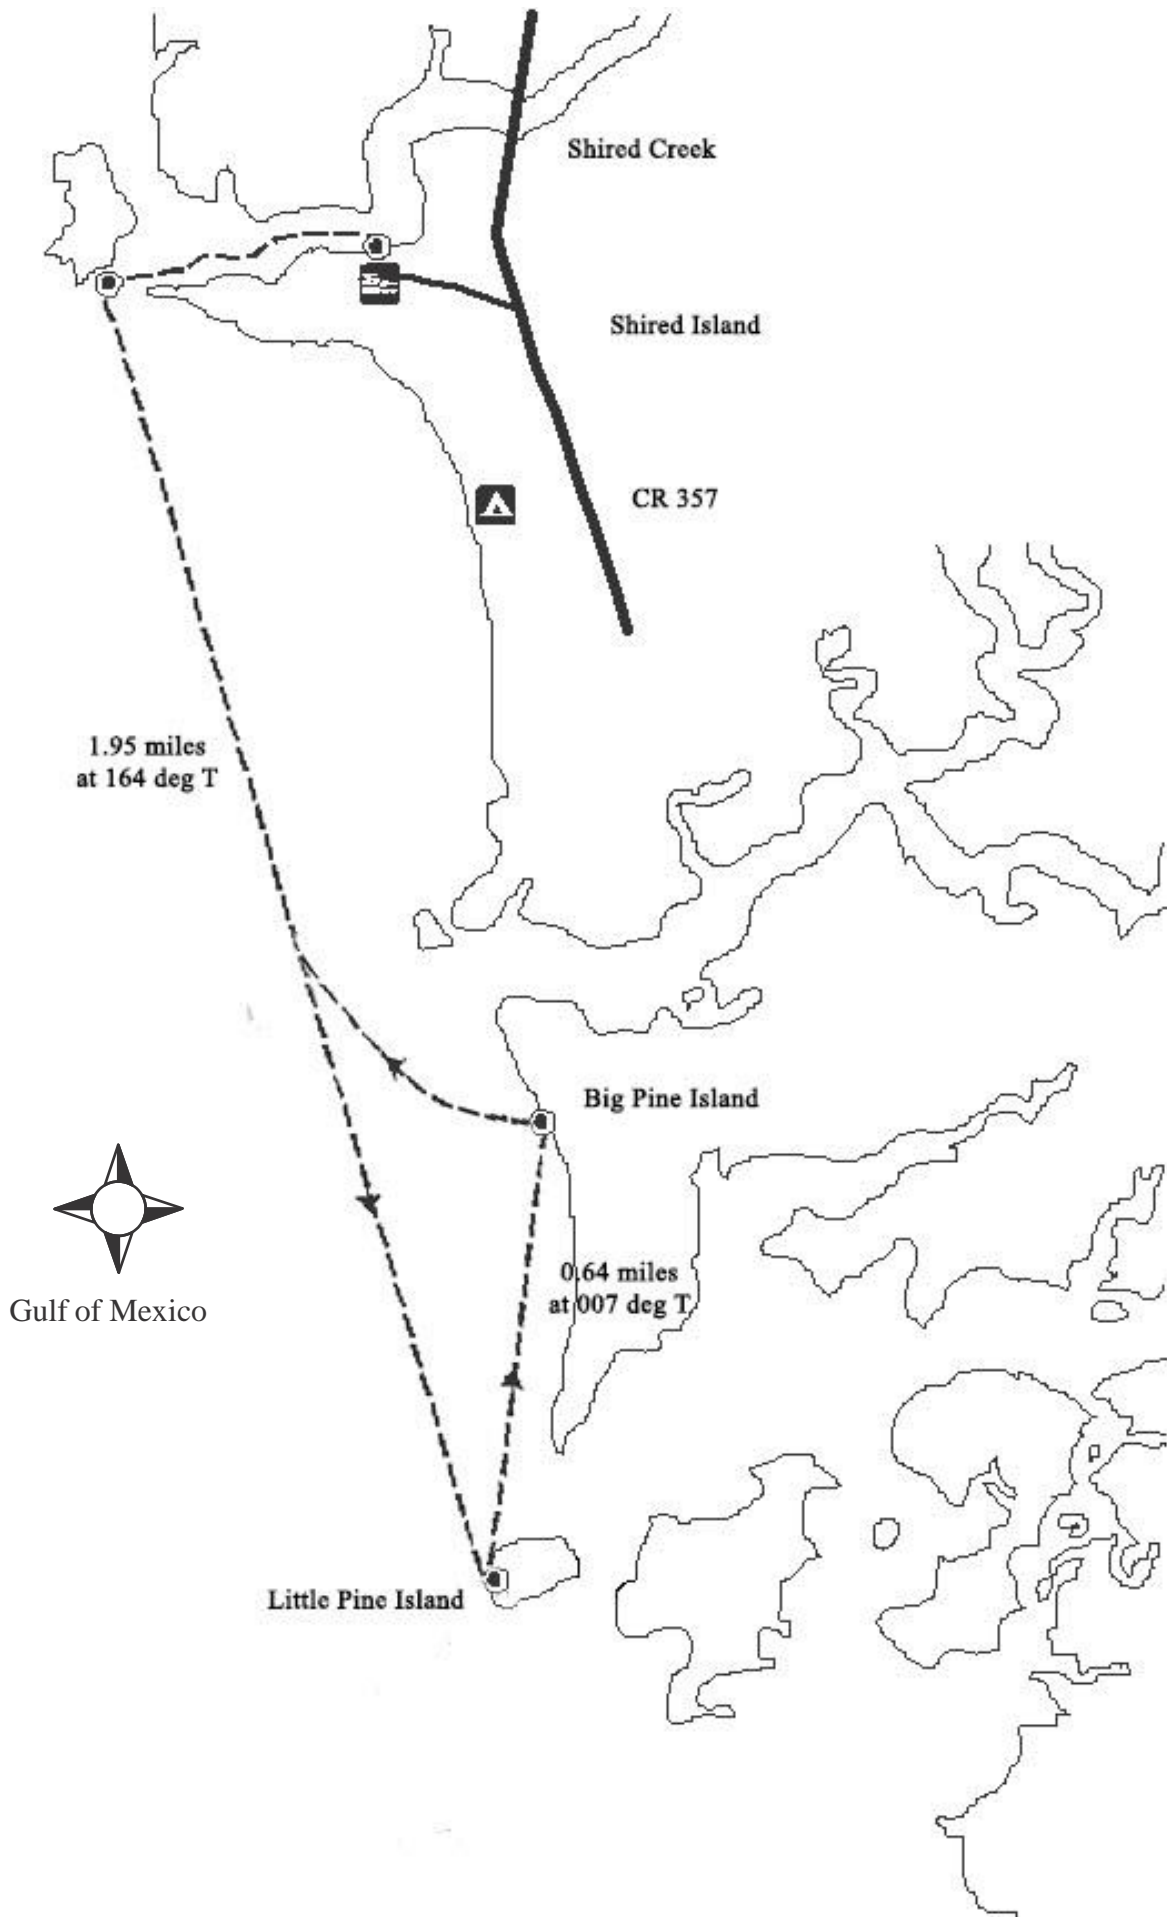 Shired Creek
Shired Island
CR 357
1.95 miles
at 164 deg T
Big Pine Island
0.64 miles
at 007 deg T
Gulf of Mexico
Little Pine Island